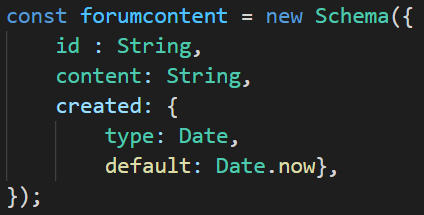 const forumcontent = new Schema({
    id : String,
    content: String,
    created: {
        type: Date,
        default: Date.now},
});